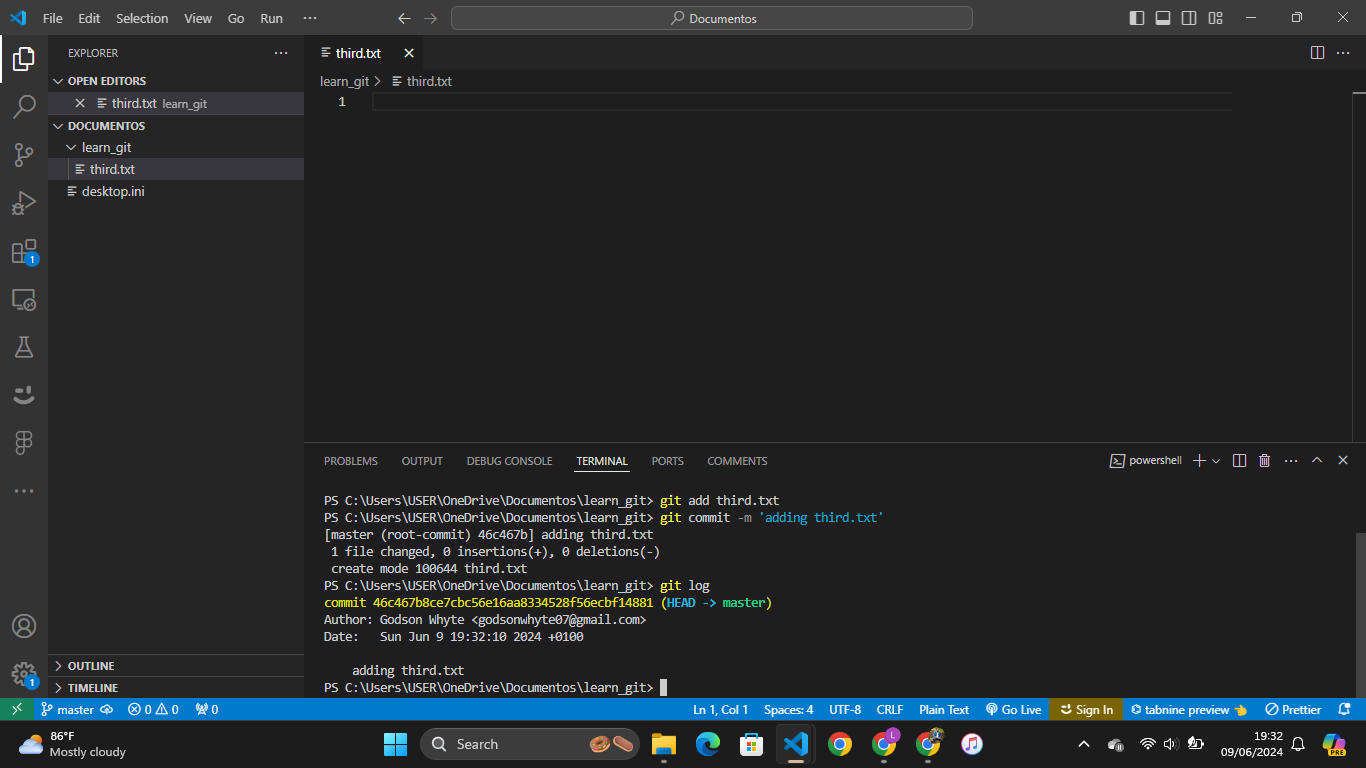 File Edit Selection View Go Run ···
Documentos
EXPLORER
OPEN EDITORS
third.txt learn_git
DOCUMENTOS
learn_git
third.txt
desktop.ini
OUTLINE
TIMELINE
1
1
third.txt
learn_git > third.txt
1
PROBLEMS OUTPUT DEBUG CONSOLE TERMINAL PORTS COMMENTS
powershell
PS C:\Users\USER\OneDrive\Documentos\learn_git> git add third.txt
PS C:\Users\USER\OneDrive\Documentos\learn_git> git commit -m 'adding third.txt'
[master (root-commit) 46c467b] adding third.txt
 1 file changed, 0 insertions(+), 0 deletions(-)
 create mode 100644 third.txt
PS C:\Users\USER\OneDrive\Documentos\learn_git> git log
commit 46c467b8ce7cbc56e16aa8334528f56ecbf14881 (HEAD -> master)
Author: Godson Whyte <godsonwhyte07@gmail.com>
Date:   Sun Jun 9 19:32:10 2024 +0100
    adding third.txt
PS C:\Users\USER\OneDrive\Documentos\learn_git>
master 0 0 0 Ln 1, Col 1 Spaces: 4 UTF-8 CRLF Plain Text Go Live Sign In tabnine preview Prettier
86°F
Mostly cloudy
Search
L
19:32
09/06/2024
PRE